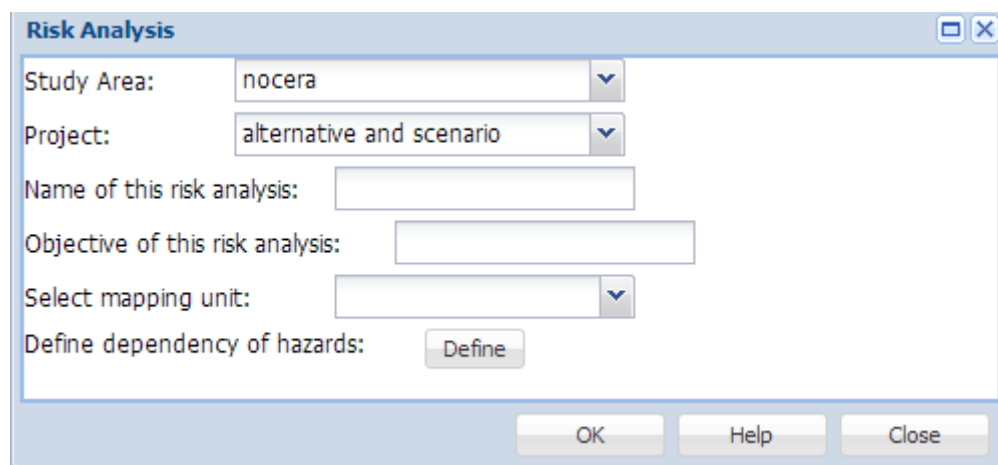 Risk Analysis
Study Area: nocera
Project: alternative and scenario
Name of this risk analysis:
Objective of this risk analysis:
Select mapping unit:
Define dependency of hazards: Define
OK Help Close